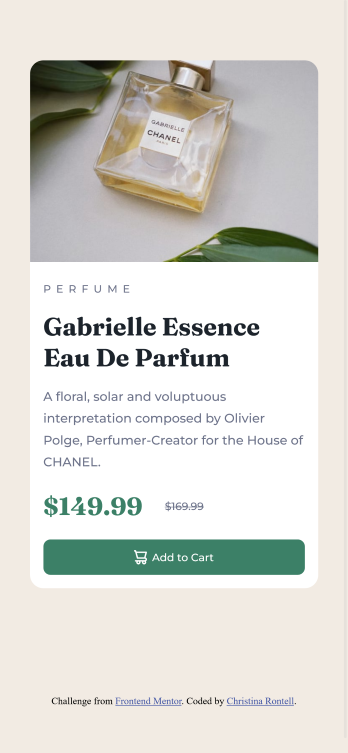 GABRIELLE
CHANEL
PARIS
PERFUME
Gabrielle Essence
Eau De Parfum
A floral, solar and voluptuous
interpretation composed by Olivier
Polge, Perfumer-Creator for the House of
CHANEL.
$149.99 $169.99
Add to Cart
Challenge from Frontend Mentor. Coded by Christina Rontell.